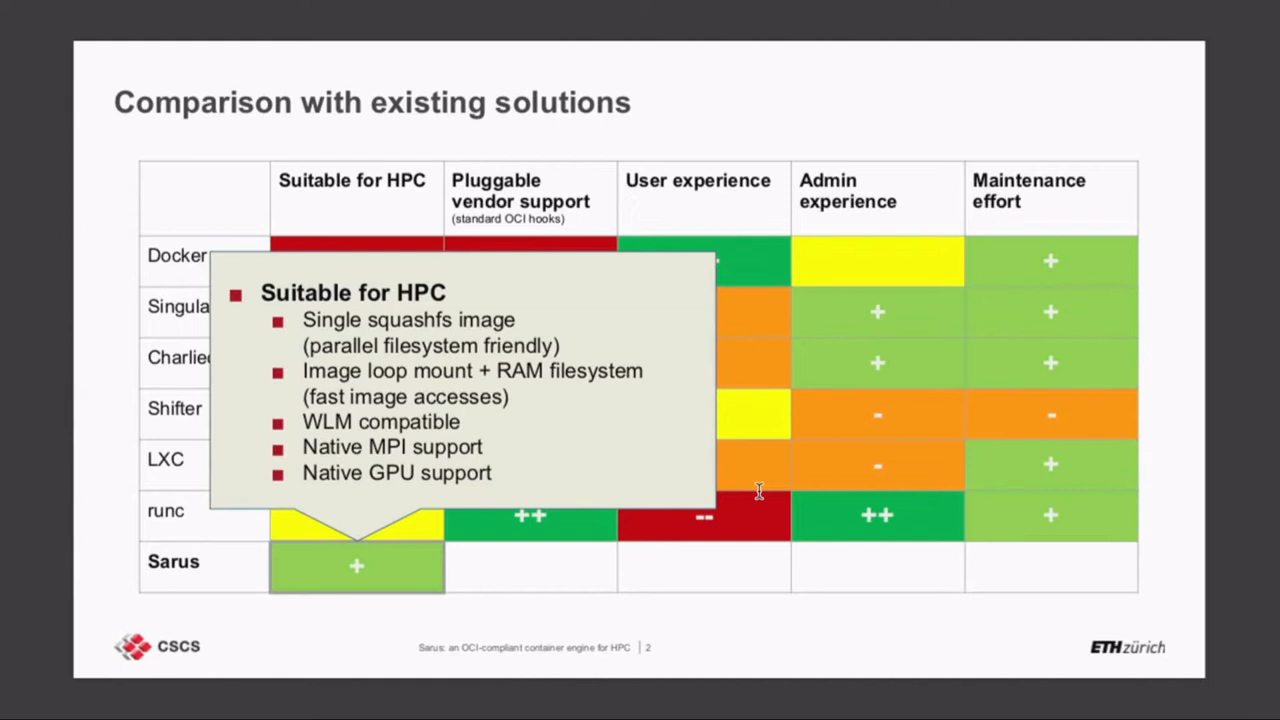 Comparison with existing solutions
Suitable for HPC
Pluggable
vendor support
(standard OCI hooks)
User experience
Admin
experience
Maintenance
effort
Docker
+
Suitable for HPC
Single squashfs image
(parallel filesystem friendly)
Image loop mount + RAM filesystem
(fast image accesses)
WLM compatible
Native MPI support
Native GPU support
Singula
+
+
+
+
Shifter
-
-
LXC
-
+
runc
++
--
++
+
Sarus
+
CSCS
Sarus: an OCI-compliant container engine for HPC | 2
ETH zürich